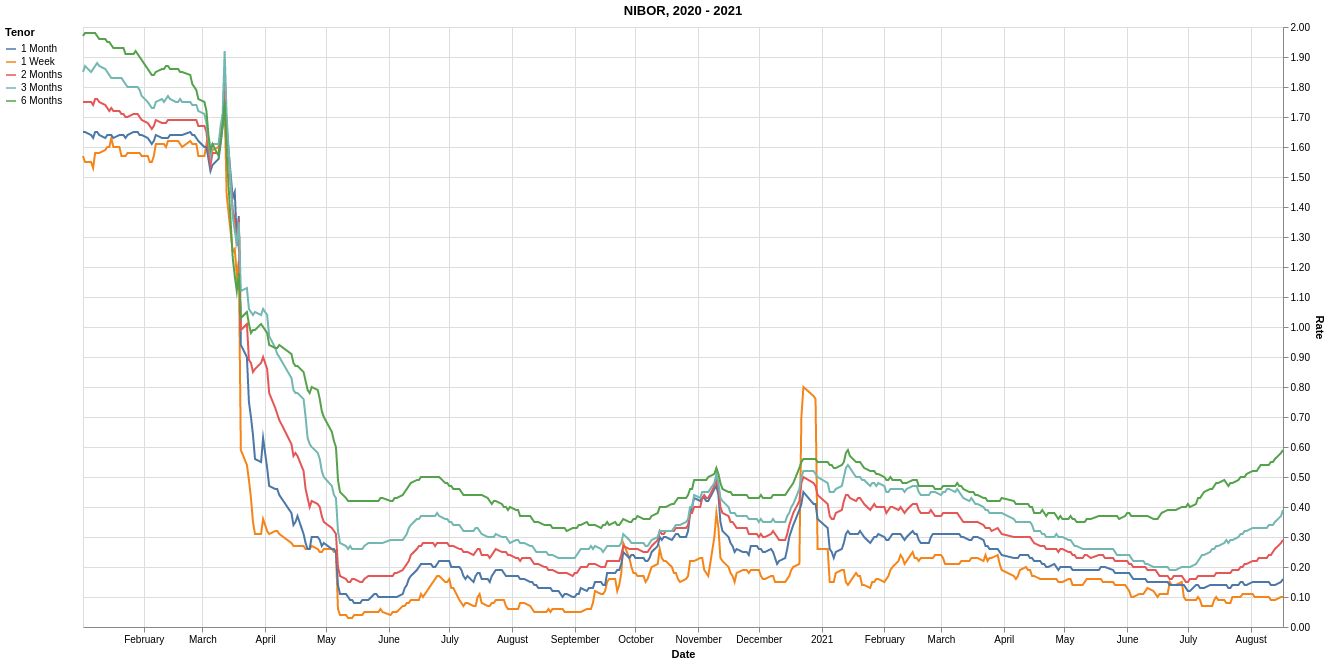 NIBOR, 2020 - 2021
Tenor
1 Month
1 Week
2 Months
3 Months
6 Months
2.00
1.90
1.80
1.70
1.60
1.50
1.40
1.30
1.20
1.10
1.00
0.90
0.80
0.70
0.60
0.50
0.40
0.30
0.20
0.10
0.00
Rate
February March April May June July August September October November December 2021 February March April May June July August
Date